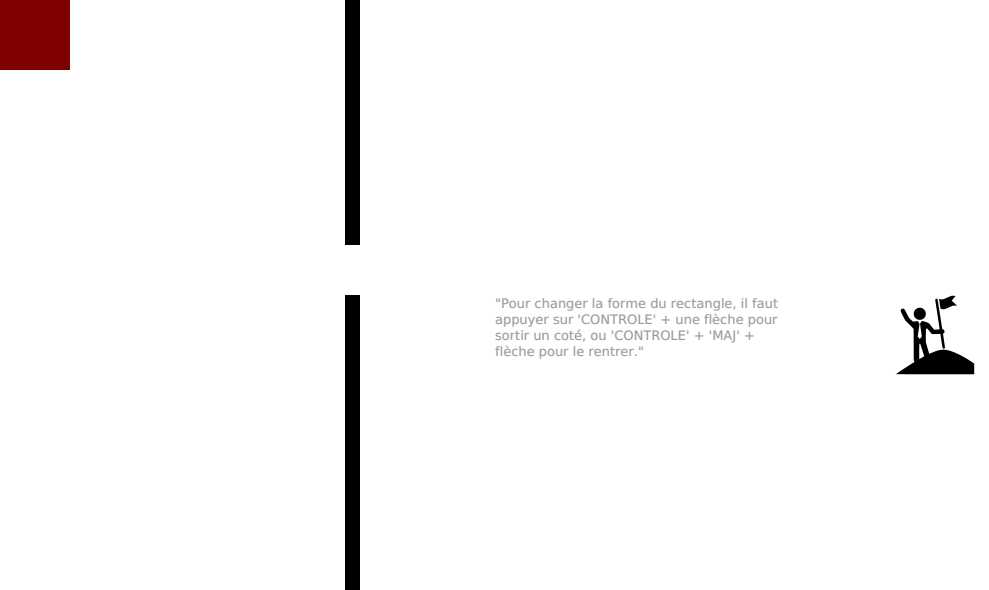 "Pour changer la forme du rectangle, il faut
appuyer sur 'CONTROLE' + une flèche pour
sortir un coté, ou 'CONTROLE' + 'MAJ' +
flèche pour le rentrer."